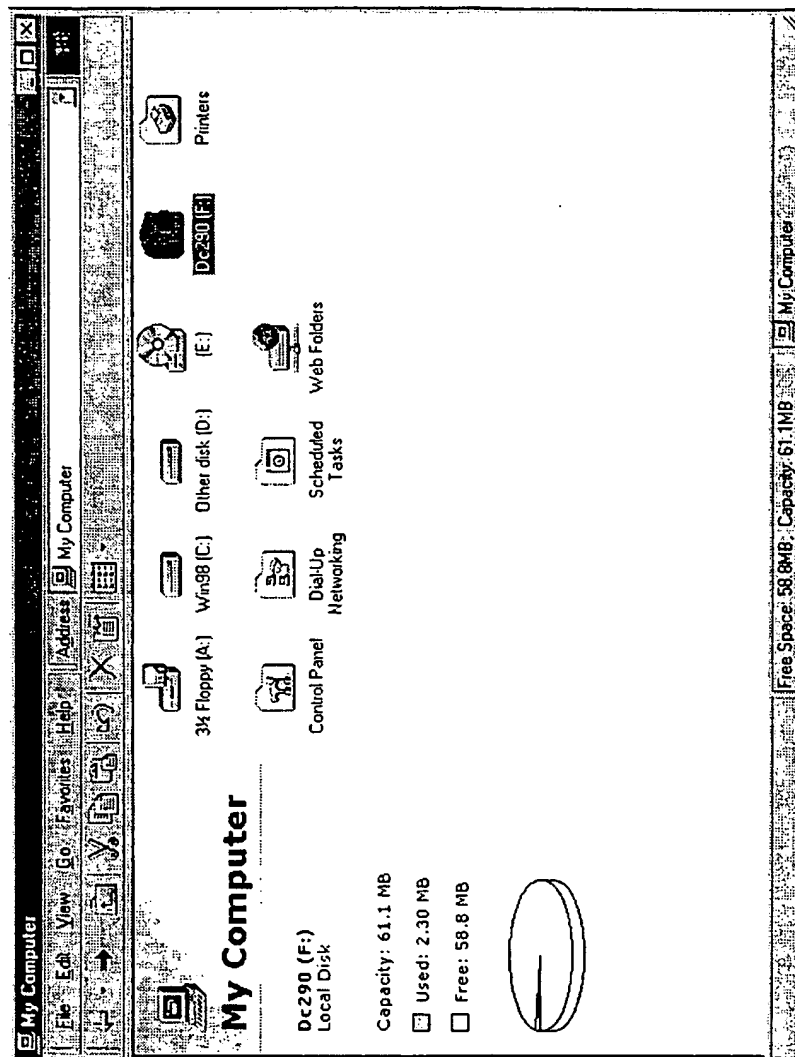 My Computer
File Edit View Go Favorites Help Address My Computer
My Computer
3½ Floppy (A:) Win98 (C:) Other disk (D:) (E:) Dc290 (F:) Printers
Control Panel Dial-Up Networking Scheduled Tasks Web Folders
Dc290 (F:)
Local Disk
Capacity: 61.1 MB
Used: 2.30 MB
Free: 58.8 MB
Free Space: 58.8MB; Capacity: 61.1MB My Computer